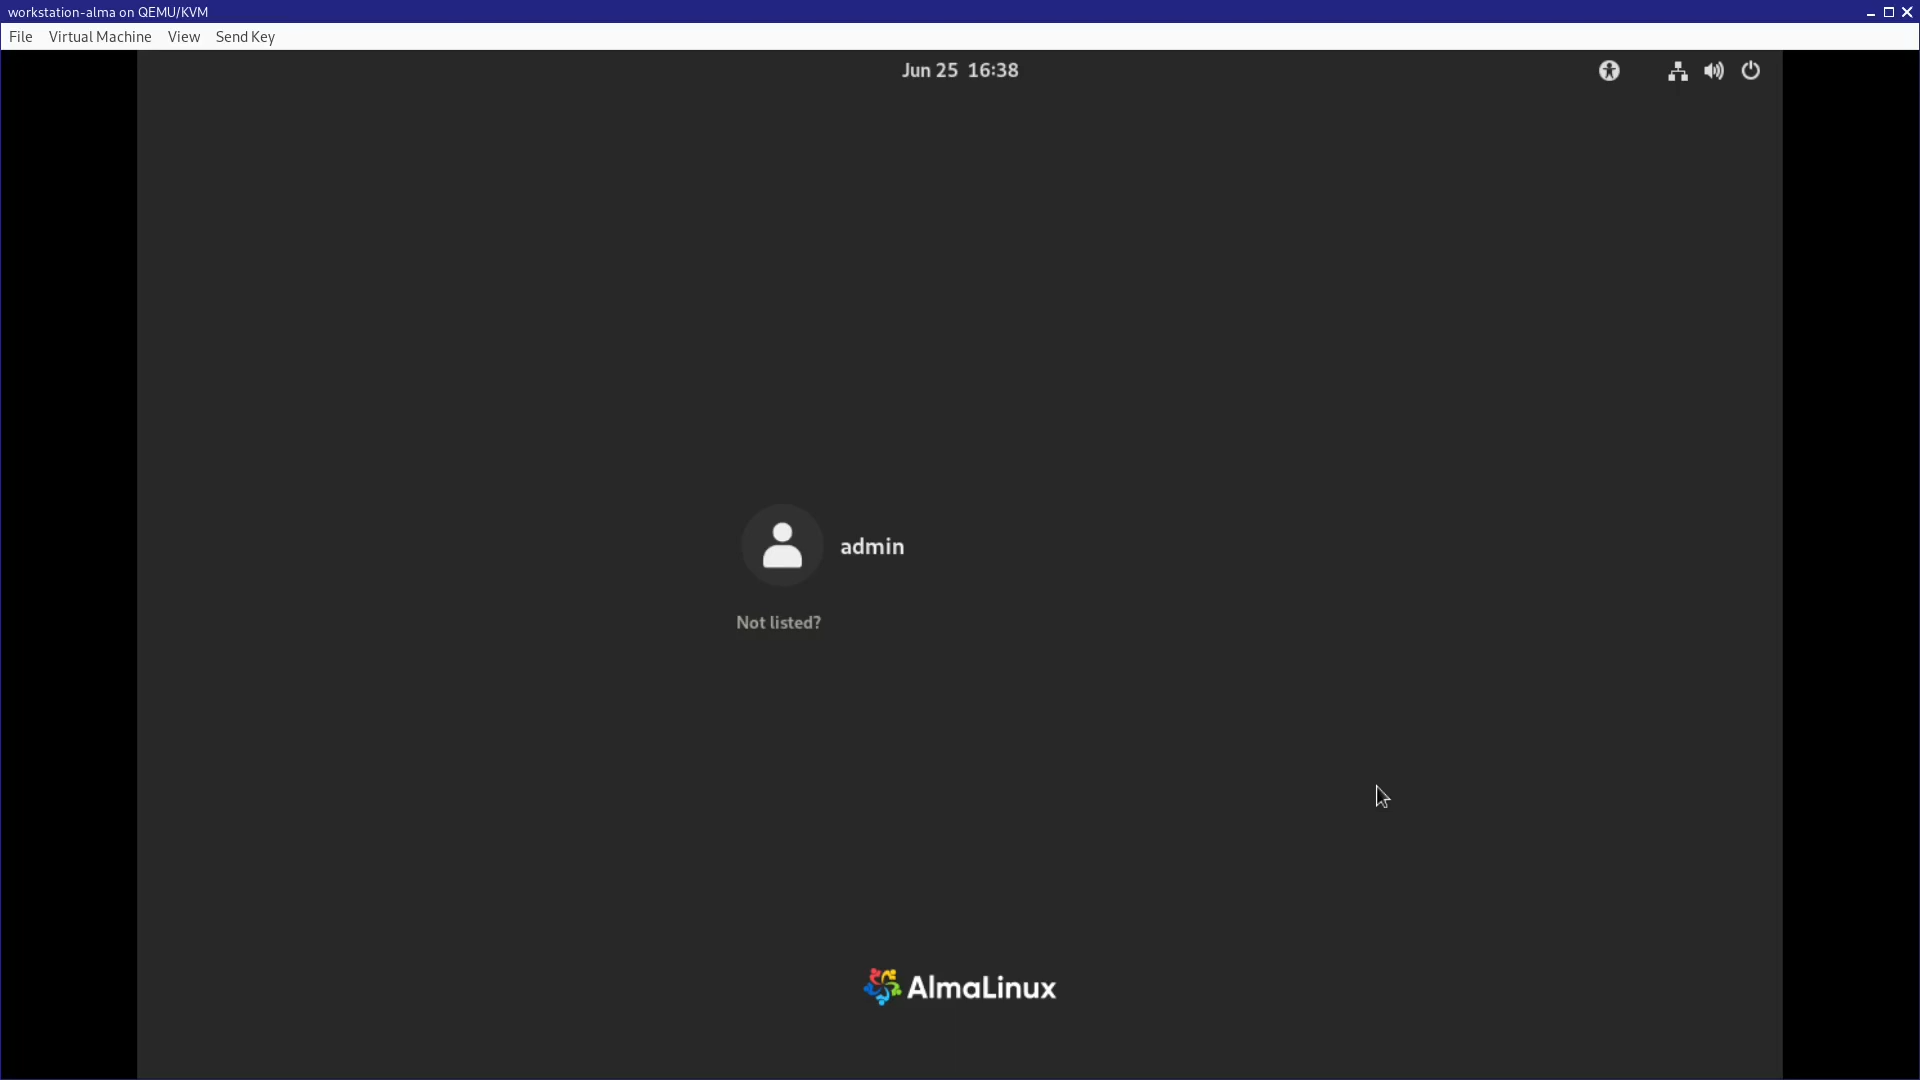 workstation-alma on QEMU/KVM
File Virtual Machine View Send Key
Jun 25 16:38
admin
Not listed?
AlmaLinux